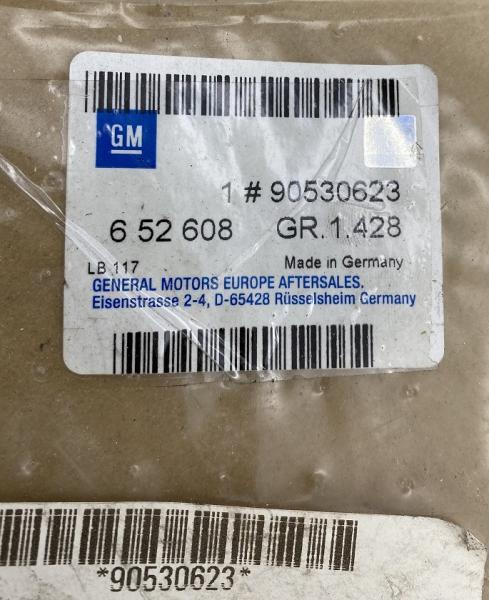 GM
1 # 90530623
6 52 608 GR.1.428
LB 117 Made in Germany
GENERAL MOTORS EUROPE AFTERSALES,
Eisenstrasse 2-4, D-65428 Rüsselsheim Germany
*90530623*